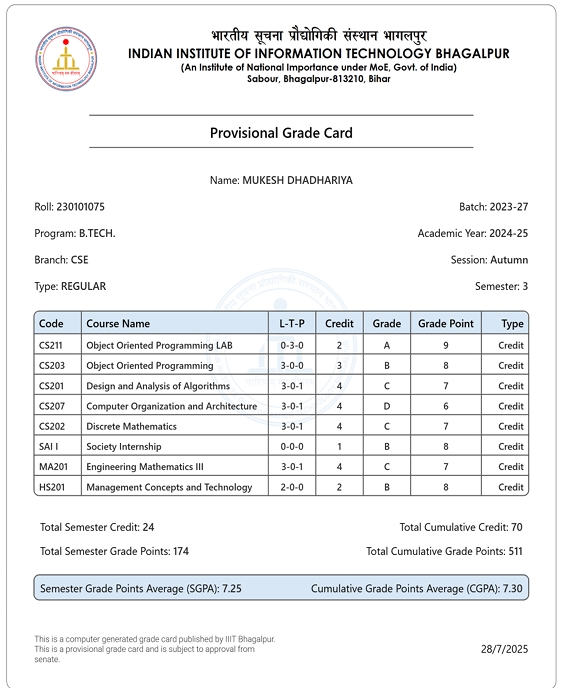 भारतीय सूचना प्रौद्योगिकी संस्थान भागलपुर
INDIAN INSTITUTE OF INFORMATION TECHNOLOGY BHAGALPUR
(An Institute of National Importance under MoE, Govt. of India)
Sabour, Bhagalpur-813210, Bihar
Provisional Grade Card
Name: MUKESH DHADHARIYA
Roll: 230101075 Batch: 2023-27
Program: B.TECH. Academic Year: 2024-25
Branch: CSE Session: Autumn
Type: REGULAR Semester: 3
Code Course Name L-T-P Credit Grade Grade Point Type
CS211 Object Oriented Programming LAB 0-3-0 2 A 9 Credit
CS203 Object Oriented Programming 3-0-0 3 B 8 Credit
CS201 Design and Analysis of Algorithms 3-0-1 4 C 7 Credit
CS207 Computer Organization and Architecture 3-0-1 4 D 6 Credit
CS202 Discrete Mathematics 3-0-1 4 C 7 Credit
SAI I Society Internship 0-0-0 1 B 8 Credit
MA201 Engineering Mathematics III 3-0-1 4 C 7 Credit
HS201 Management Concepts and Technology 2-0-0 2 B 8 Credit
Total Semester Credit: 24 Total Cumulative Credit: 70
Total Semester Grade Points: 174 Total Cumulative Grade Points: 511
Semester Grade Points Average (SGPA): 7.25 Cumulative Grade Points Average (CGPA): 7.30
This is a computer generated grade card published by IIIT Bhagalpur.
This is a provisional grade card and is subject to approval from
senate.
28/7/2025